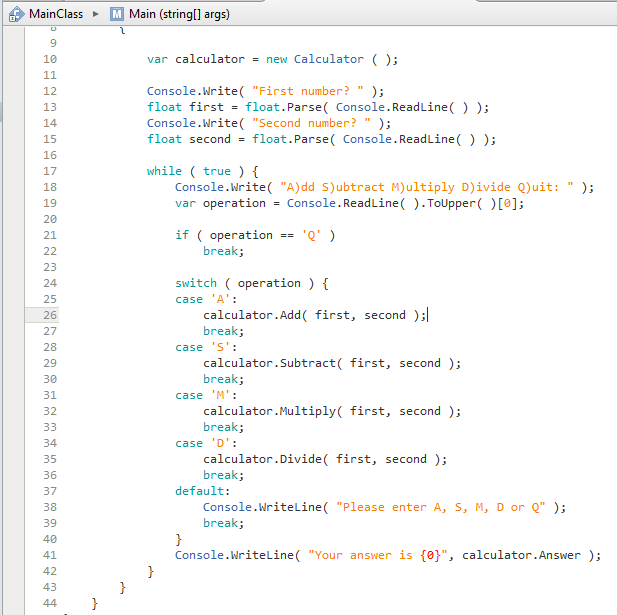 MainClass ▸ M Main (string[] args)
8 {
9
10 var calculator = new Calculator ( );
11
12 Console.Write( "First number? " );
13 float first = float.Parse( Console.ReadLine( ) );
14 Console.Write( "Second number? " );
15 float second = float.Parse( Console.ReadLine( ) );
16
17 while ( true ) {
18 Console.Write( "A)dd S)ubtract M)ultiply D)ivide Q)uit: " );
19 var operation = Console.ReadLine( ).ToUpper( )[0];
20
21 if ( operation == 'Q' )
22 break;
23
24 switch ( operation ) {
25 case 'A':
26 calculator.Add( first, second );
27 break;
28 case 'S':
29 calculator.Subtract( first, second );
30 break;
31 case 'M':
32 calculator.Multiply( first, second );
33 break;
34 case 'D':
35 calculator.Divide( first, second );
36 break;
37 default:
38 Console.WriteLine( "Please enter A, S, M, D or Q" );
39 break;
40 }
41 Console.WriteLine( "Your answer is {0}", calculator.Answer );
42 }
43 }
44 }